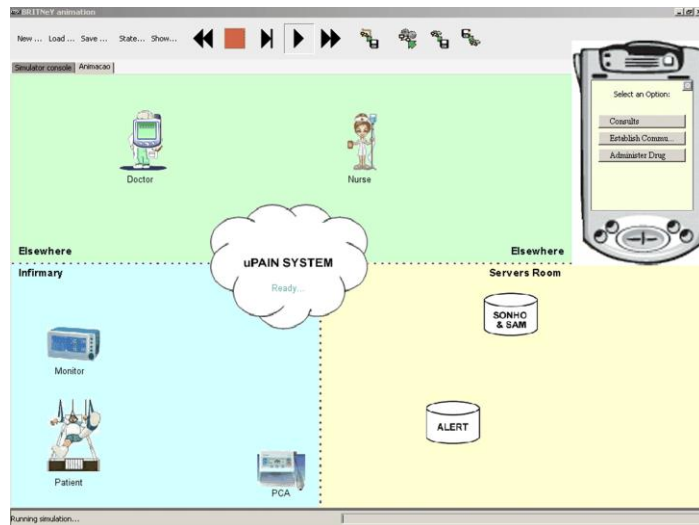 BRITNeY animation
New ... Load ... Save ... State... Show...
Simulator console Animacao
Select an Option:
Consults
Establish Commu...
Administer Drug
Doctor
Nurse
Elsewhere
Elsewhere
uPAIN SYSTEM
Ready...
Infirmary
Servers Room
SONHO
& SAM
Monitor
ALERT
Patient
PCA
Running simulation...